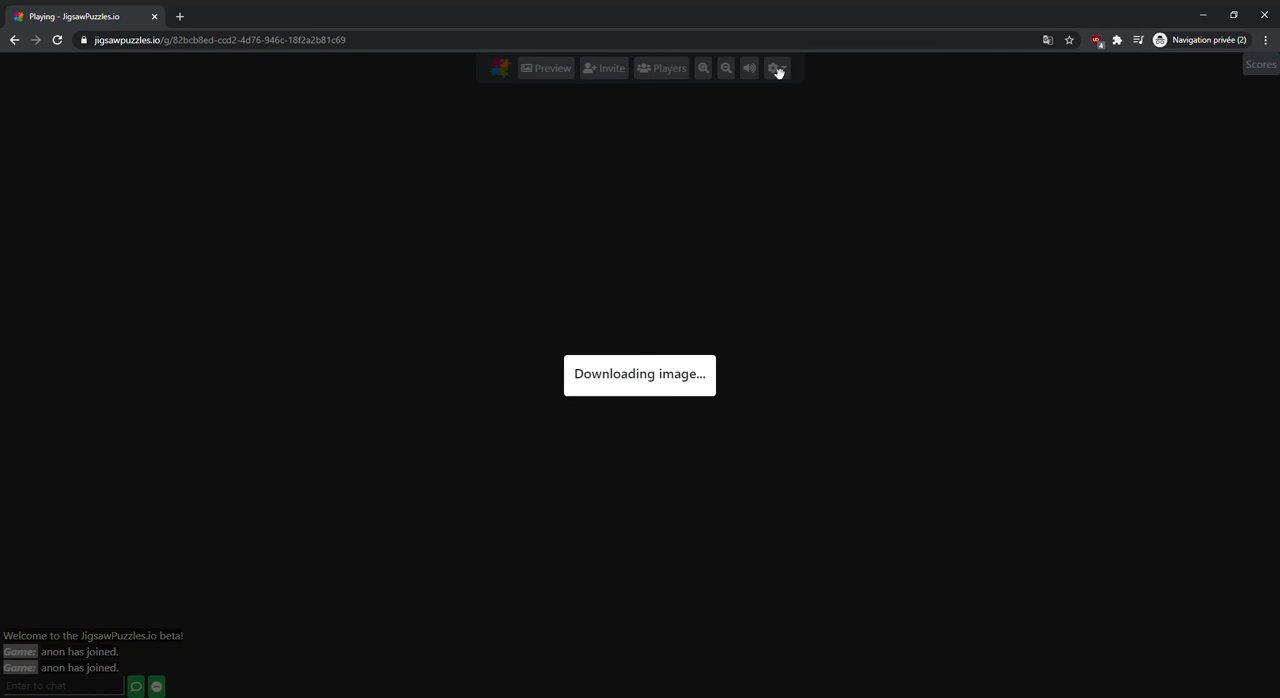 Playing - JigsawPuzzles.io
jigsawpuzzles.io/g/82bcb8ed-ccd2-4d76-946c-18f2a2b81c69
4
Navigation privée (2)
Preview
Invite
Players
Scores
Downloading image...
Welcome to the JigsawPuzzles.io beta!
Game: anon has joined.
Game: anon has joined.
Enter to chat